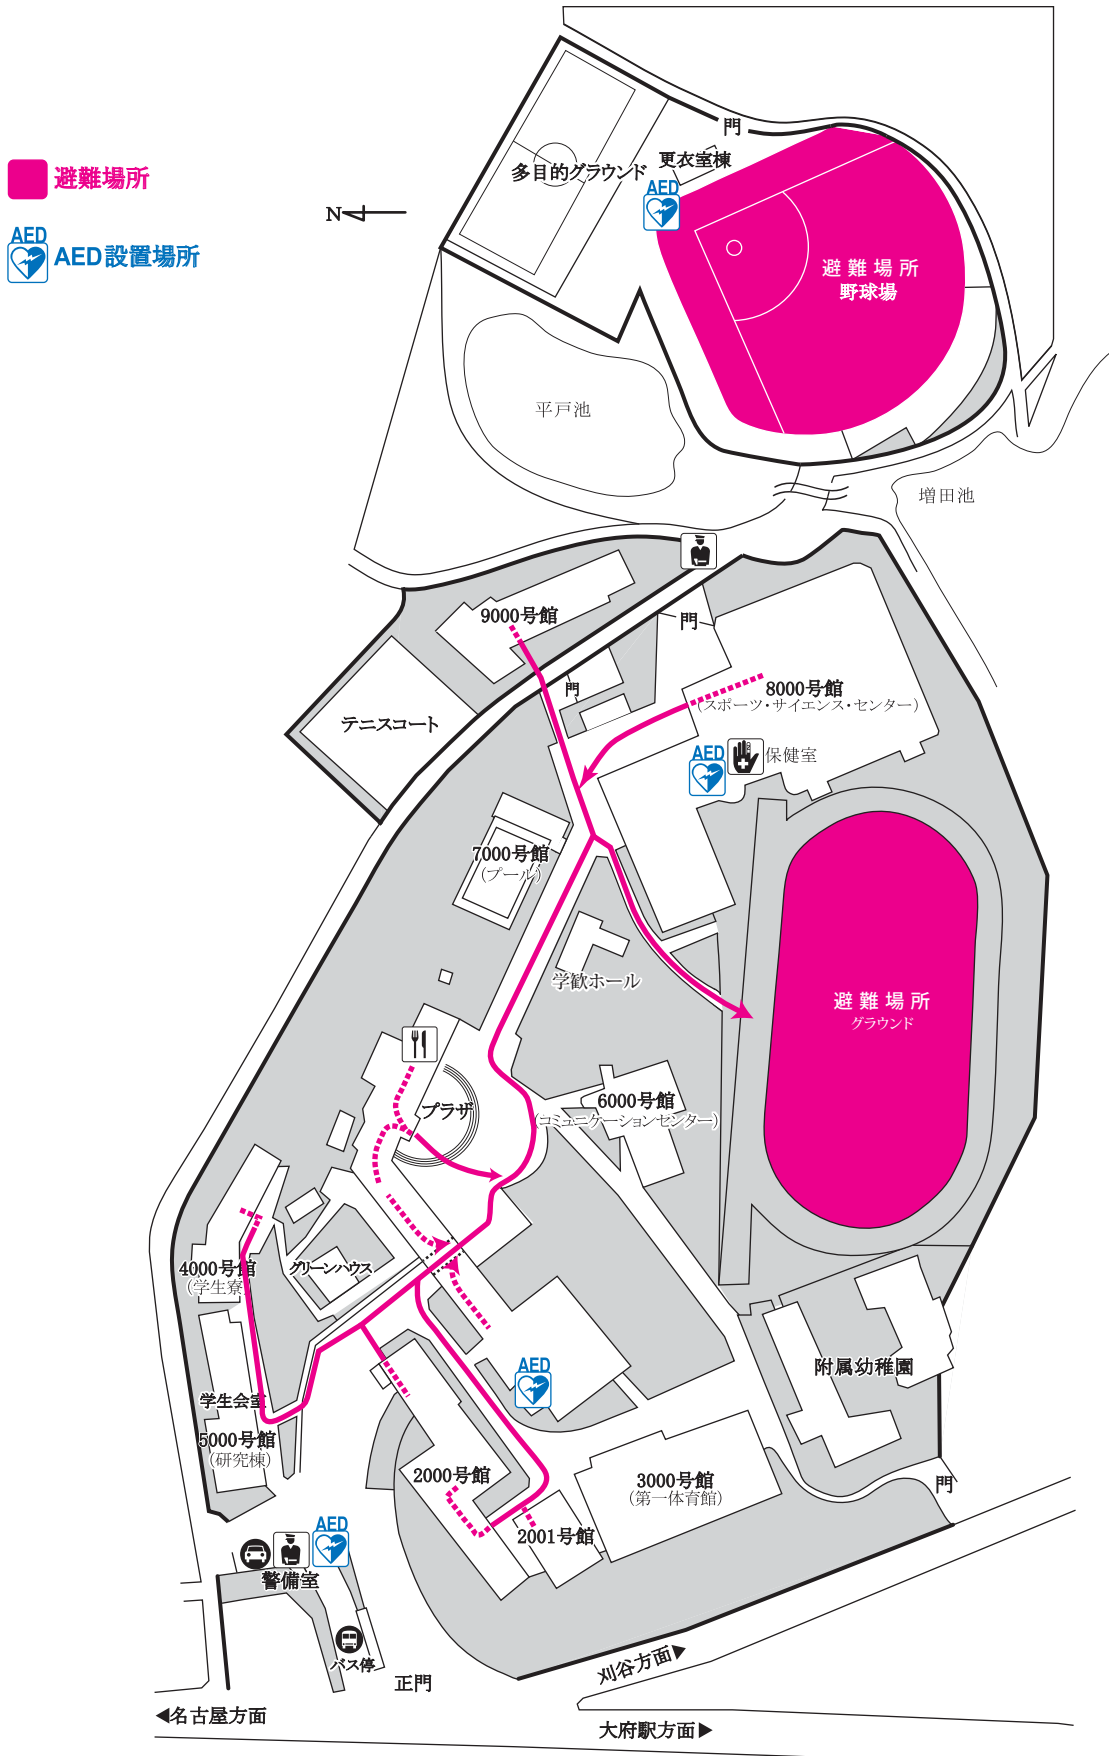 避難場所
AED
AED設置場所
N
門
更衣室棟
多目的グラウンド
AED
避難場所
野球場
平戸池
増田池
9000号館
門
門
8000号館
(スポーツ・サイエンス・センター)
テニスコート
AED
保健室
7000号館
(プール)
学歓ホール
避難場所
グラウンド
プラザ
6000号館
(コミュニケーションセンター)
4000号館
(学生寮)
グリーンハウス
AED
附属幼稚園
学生会室
5000号館
(研究棟)
2000号館
3000号館
(第一体育館)
門
AED
2001号館
警備室
バス停
正門
刈谷方面▶
◀名古屋方面
大府駅方面▶